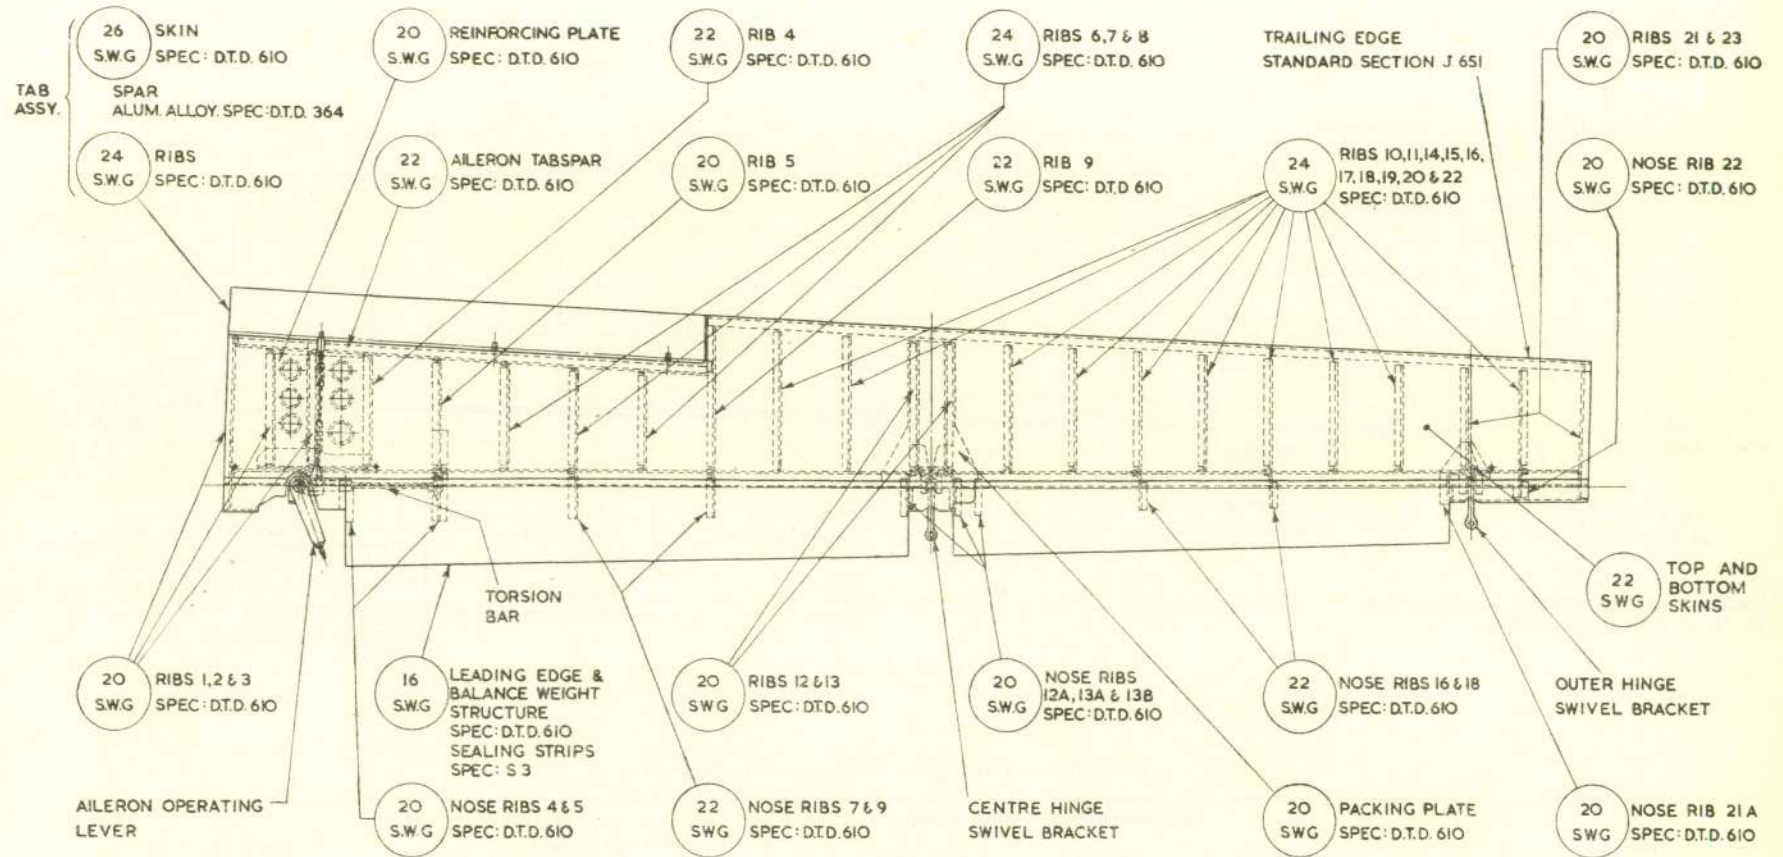 TAB
ASSY.
26
S.W.G
SKIN
SPEC: D.T.D. 610
SPAR
ALUM. ALLOY. SPEC: D.T.D. 364
24
S.W.G
RIBS
SPEC: D.T.D. 610
20
S.W.G
REINFORCING PLATE
SPEC: D.T.D. 610
22
S.W.G
AILERON TABSPAR
SPEC: D.T.D. 610
22
S.W.G
RIB 4
SPEC: D.T.D. 610
20
S.W.G
RIB 5
SPEC: D.T.D. 610
24
S.W.G
RIBS 6,7 & 8
SPEC: D.T.D. 610
22
S.W.G
RIB 9
SPEC: D.T.D 610
TRAILING EDGE
STANDARD SECTION J 651
24
S.W.G
RIBS 10,11,14,15,16,
17,18,19,20 & 22
SPEC: D.T.D. 610
20
S.W.G
RIBS 21 & 23
SPEC: D.T.D. 610
20
S.W.G
NOSE RIB 22
SPEC: D.T.D. 610
TORSION
BAR
22
SWG
TOP AND
BOTTOM
SKINS
20
S.W.G
RIBS 1,2 & 3
SPEC: D.T.D. 610
16
S.W.G
LEADING EDGE &
BALANCE WEIGHT
STRUCTURE
SPEC: D.T.D. 610
SEALING STRIPS
SPEC: S 3
20
SWG
RIBS 12 & 13
SPEC: D.T.D. 610
20
S.W.G
NOSE RIBS
12A, 13A & 13B
SPEC: D.T.D. 610
22
S.W.G
NOSE RIBS 16 & 18
SPEC: D.T.D. 610
OUTER HINGE
SWIVEL BRACKET
AILERON OPERATING
LEVER
20
S.W.G
NOSE RIBS 4 & 5
SPEC: D.T.D. 610
22
SWG
NOSE RIBS 7 & 9
SPEC: D.T.D. 610
CENTRE HINGE
SWIVEL BRACKET
20
SWG
PACKING PLATE
SPEC: D.T.D. 610
20
SWG
NOSE RIB 21A
SPEC: D.T.D. 610